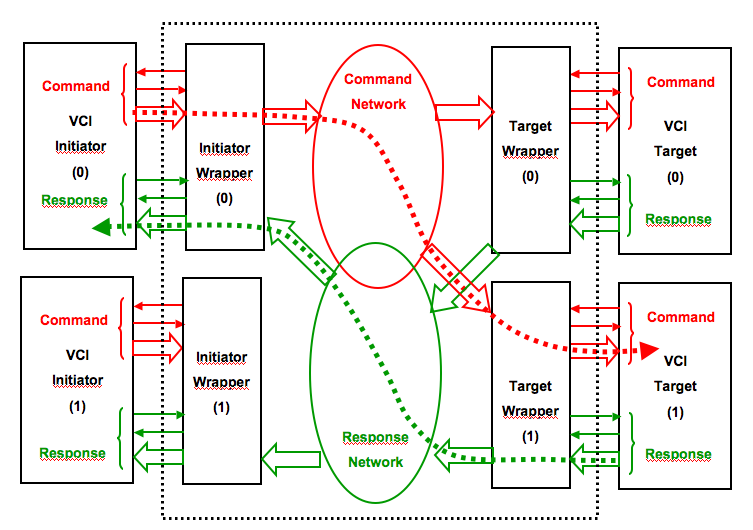 Command
VCI
Initiator
(0)
Response
Initiator
Wrapper
(0)
Command
Network
Target
Wrapper
(0)
Command
VCI
Target
(0)
Response
Command
VCI
Initiator
(1)
Response
Initiator
Wrapper
(1)
Response
Network
Target
Wrapper
(1)
Command
VCI
Target
(1)
Response